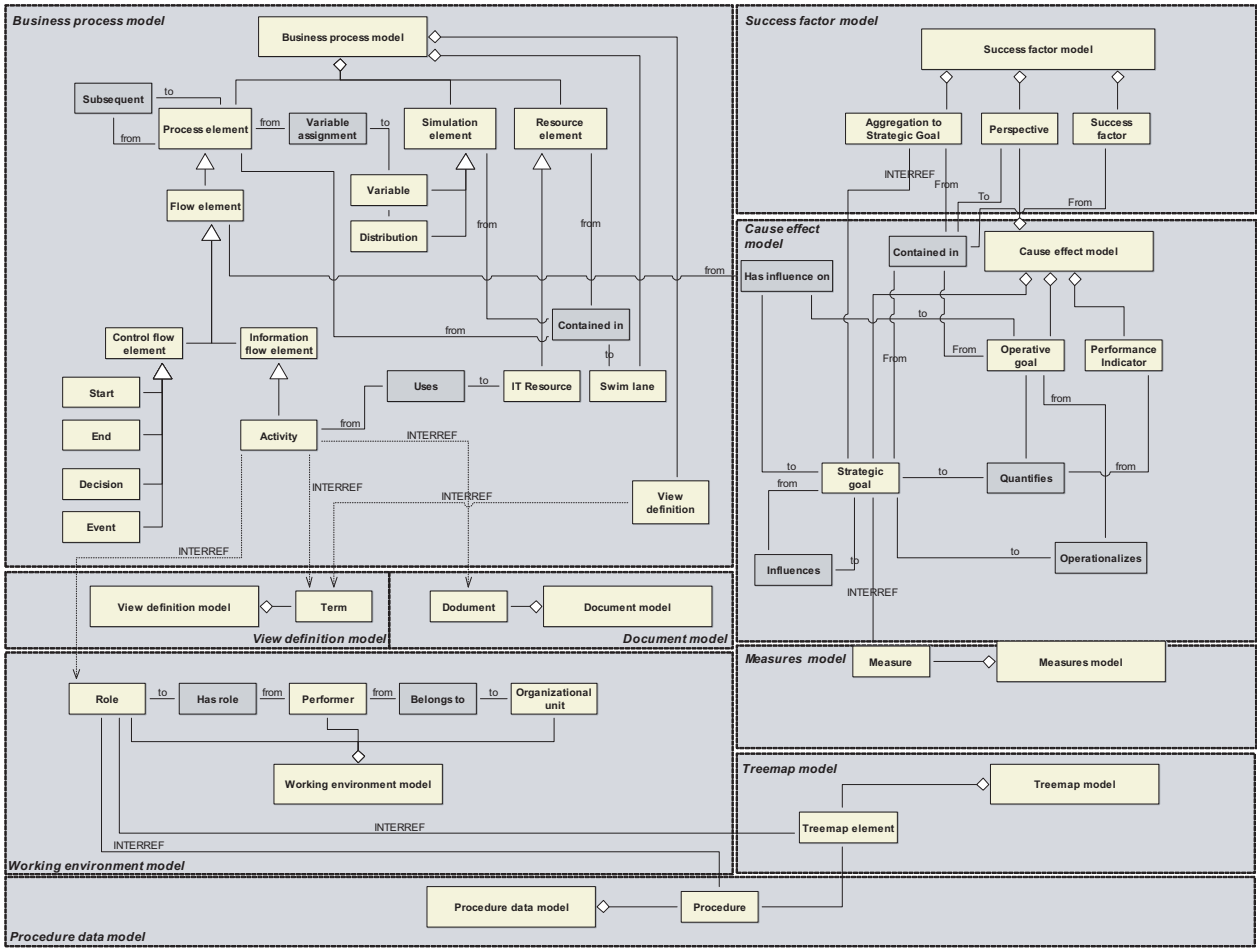 Business process model
Business process model
Subsequent
to
from
Process element
from
Variable
assignment
to
Simulation
element
Resource
element
Variable
Distribution
from
from
Flow element
from
Contained in
from
to
Control flow
element
Information
flow element
Start
End
Decision
Event
Activity
from
Uses
to
IT Resource
Swim lane
INTERREF
INTERREF
INTERREF
INTERREF
View
definition
View definition model
Term
View definition model
Dodument
Document model
Document model
Role
to
Has role
from
Performer
from
Belongs to
to
Organizational
unit
Working environment model
INTERREF
INTERREF
Working environment model
Success factor model
Success factor model
Aggregation to
Strategic Goal
Perspective
Success
factor
INTERREF
From
To
From
Cause effect
model
Contained in
Cause effect model
Has influence on
to
From
From
Operative
goal
Performance
Indicator
from
to
from
Strategic
goal
to
Quantifies
from
Influences
to
to
Operationalizes
INTERREF
Measures model
Measure
Measures model
Treemap model
Treemap model
Treemap element
Procedure data model
Procedure
Procedure data model